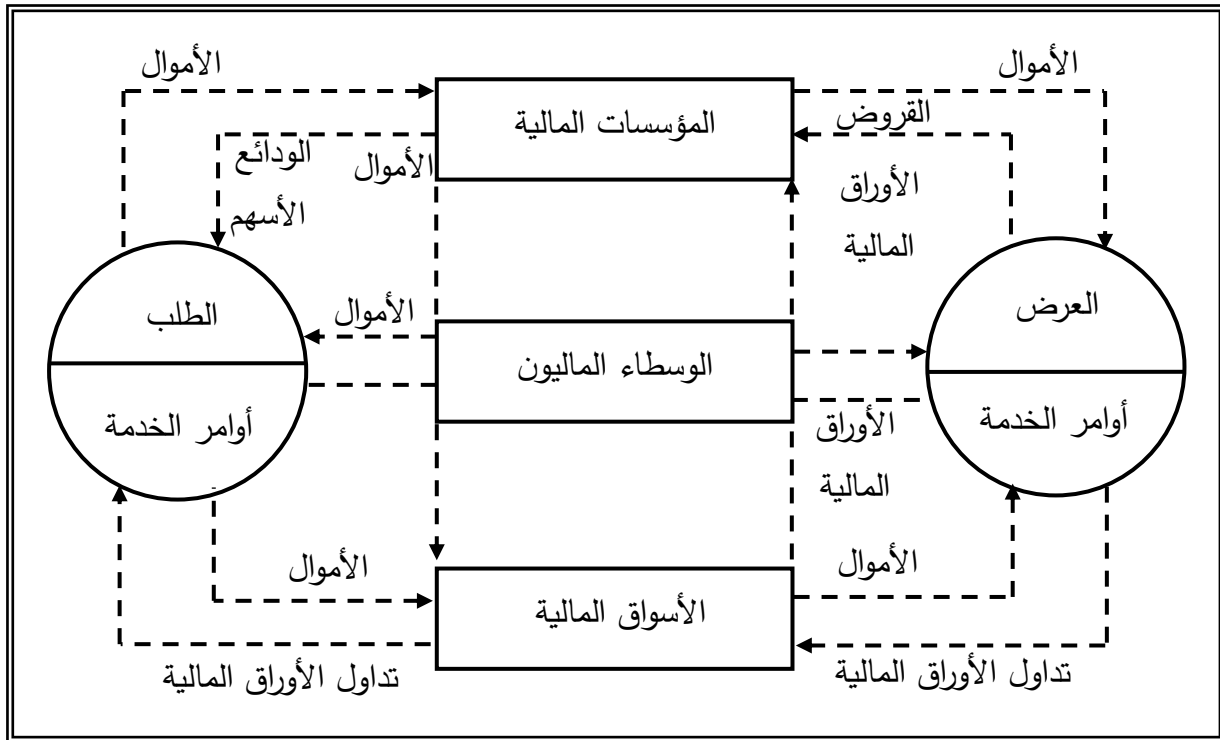 الأموال
الأموال
المؤسسات المالية
القروض
الودائع
الأموال
الأوراق
الأسهم
المالية
العرض
الطلب
الأموال
الوسطاء الماليون
أوامر الخدمة
أوامر الخدمة
الأوراق
المالية
الأموال
الأموال
الأسواق المالية
تداول الأوراق المالية
تداول الأوراق المالية